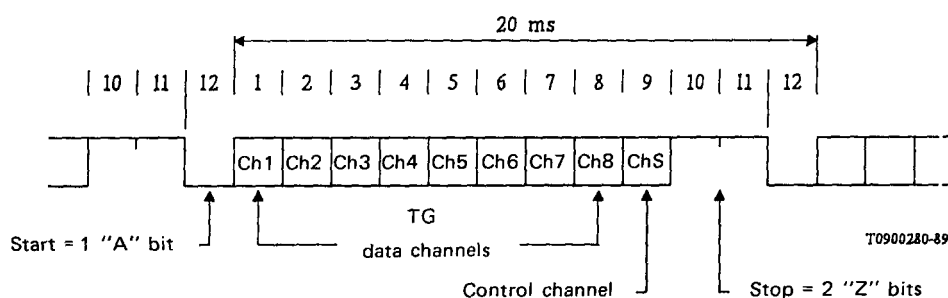 20 ms
10 11 12 1 2 3 4 5 6 7 8 9 10 11 12
Ch1 Ch2 Ch3 Ch4 Ch5 Ch6 Ch7 Ch8 ChS
TG
Start = 1 "A" bit
data channels
T0900280-89
Control channel
Stop = 2 "Z" bits